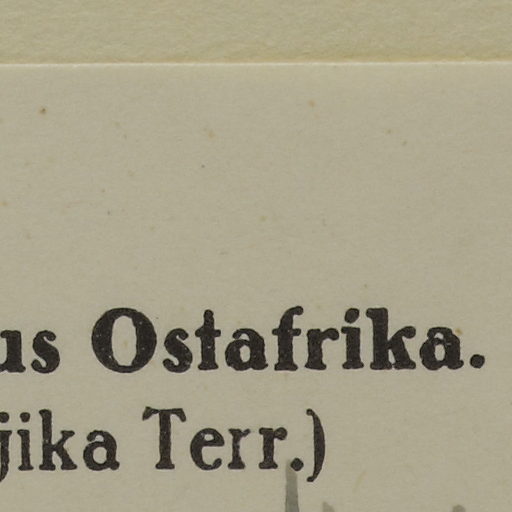 us Ostafrika.
jika Terr.)